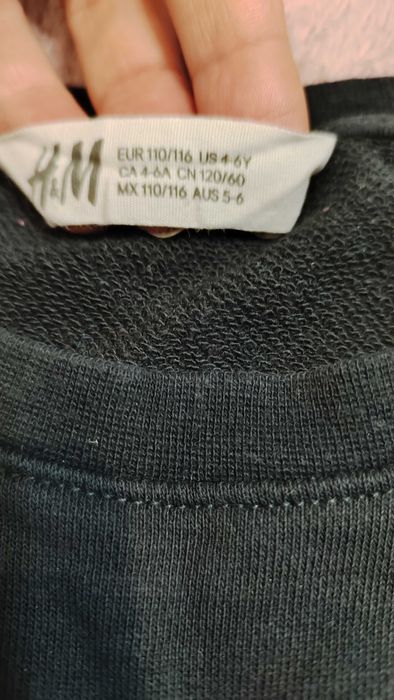 H&M
EUR 110/116 US 4-6Y
CA 4-6A CN 120/60
MX 110/116 AUS 5-6